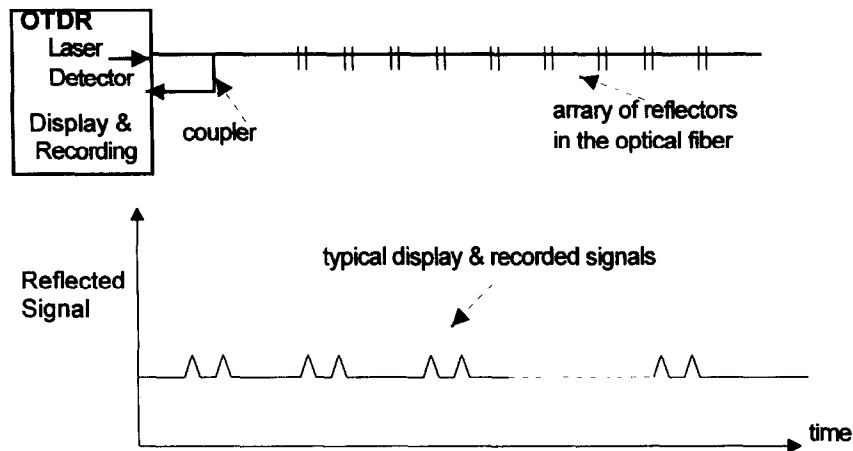 OTDR
Laser
Detector
Display &
Recording
coupler
arrary of reflectors
in the optical fiber
typical display & recorded signals
Reflected
Signal
time